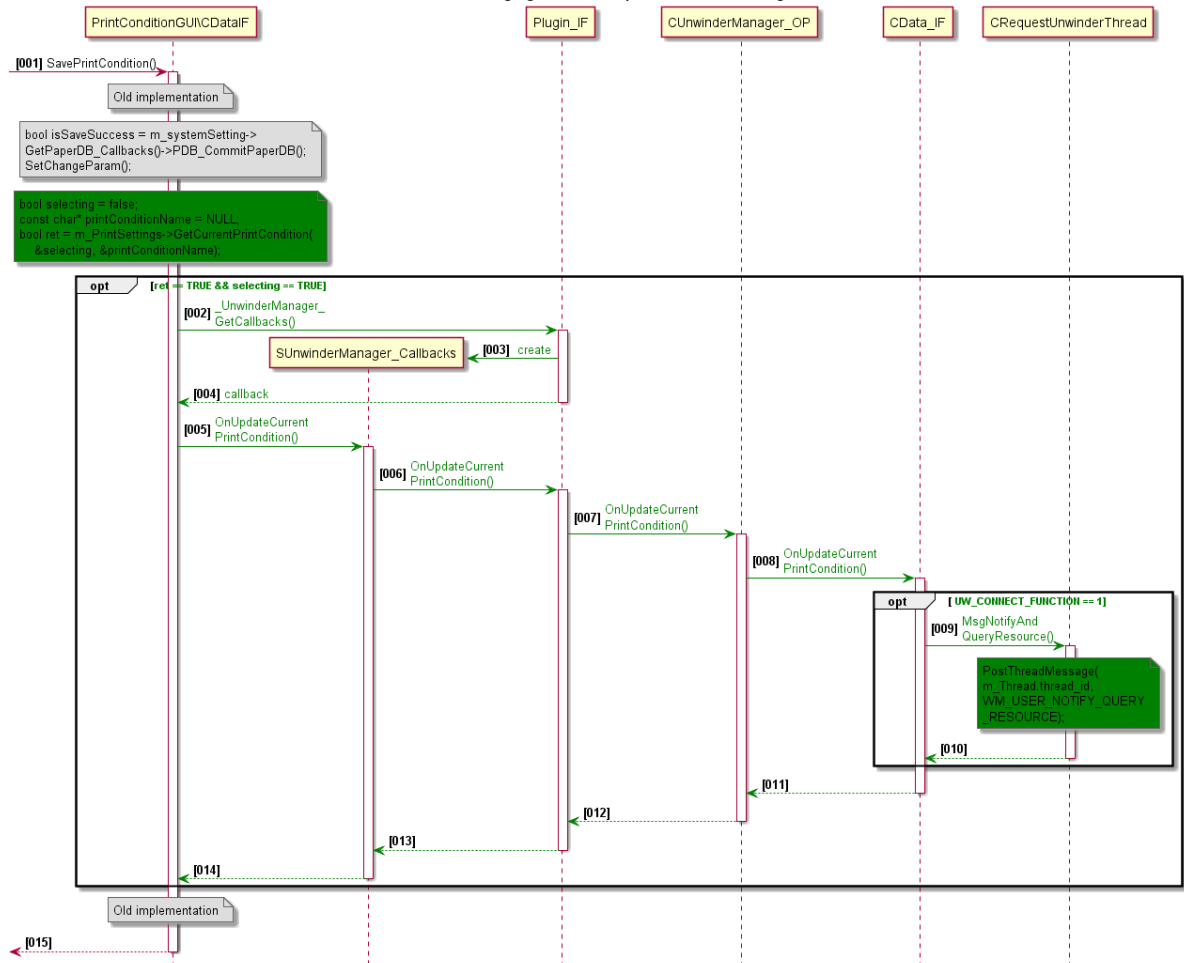 PrintConditionGUI\CDataIF
Plugin_IF
CUnwinderManager_OP
CData_IF
CRequestUnwinderThread
[001] SavePrintCondition()
Old implementation
bool isSaveSuccess = m_systemSetting->
GetPaperDB_Callbacks()->PDB_CommitPaperDB();
SetChangeParam();
bool selecting = false;
const char* printConditionName = NULL;
bool ret = m_PrintSettings->GetCurrentPrintCondition(
&selecting, &printConditionName);
opt [ret == TRUE && selecting == TRUE]
[002] _UnwinderManager_
GetCallbacks()
SUnwinderManager_Callbacks
[003] create
[004] callback
[005] OnUpdateCurrent
PrintCondition()
[006] OnUpdateCurrent
PrintCondition()
[007] OnUpdateCurrent
PrintCondition()
[008] OnUpdateCurrent
PrintCondition()
opt [ UW_CONNECT_FUNCTION == 1]
[009] MsgNotifyAnd
QueryResource()
PostThreadMessage(
m_Thread.thread_id,
WM_USER_NOTIFY_QUERY
_RESOURCE);
[010]
[011]
[012]
[013]
[014]
Old implementation
[015]